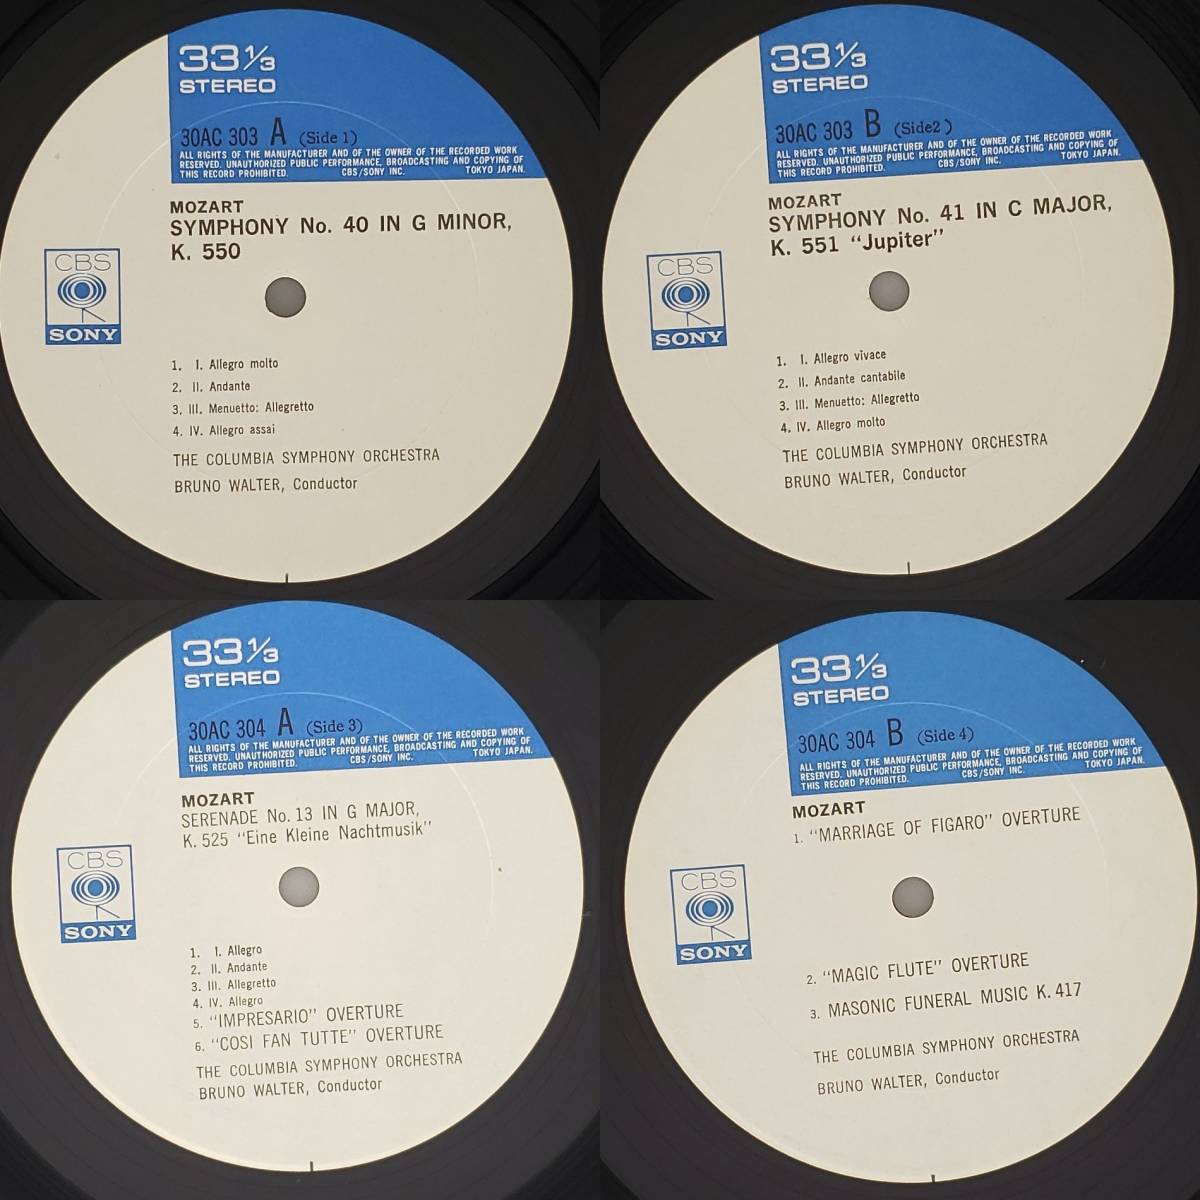 33 1/3
STEREO
30AC 303 A (Side 1)
ALL RIGHTS OF THE MANUFACTURER AND OF THE OWNER OF THE RECORDED WORK
RESERVED. UNAUTHORIZED PUBLIC PERFORMANCE, BROADCASTING AND COPYING OF
THIS RECORD PROHIBITED. CBS/SONY INC. TOKYO JAPAN.
MOZART
SYMPHONY No. 40 IN G MINOR,
K. 550
CBS
SONY
1. I. Allegro molto
2. II. Andante
3. III. Menuetto: Allegretto
4. IV. Allegro assai
THE COLUMBIA SYMPHONY ORCHESTRA
BRUNO WALTER, Conductor
33 1/3
STEREO
30AC 303 B (Side2)
ALL RIGHTS OF THE MANUFACTURER AND OF THE OWNER OF THE RECORDED WORK
RESERVED. UNAUTHORIZED PUBLIC PERFORMANCE, BROADCASTING AND COPYING OF
THIS RECORD PROHIBITED. CBS/SONY INC. TOKYO JAPAN.
MOZART
SYMPHONY No. 41 IN C MAJOR,
K. 551 "Jupiter"
CBS
SONY
1. I. Allegro vivace
2. II. Andante cantabile
3. III. Menuetto: Allegretto
4. IV. Allegro molto
THE COLUMBIA SYMPHONY ORCHESTRA
BRUNO WALTER, Conductor
33 1/3
STEREO
30AC 304 A (Side 3)
ALL RIGHTS OF THE MANUFACTURER AND OF THE OWNER OF THE RECORDED WORK
RESERVED. UNAUTHORIZED PUBLIC PERFORMANCE, BROADCASTING AND COPYING OF
THIS RECORD PROHIBITED. CBS/SONY INC. TOKYO JAPAN.
MOZART
SERENADE No. 13 IN G MAJOR,
K. 525 "Eine Kleine Nachtmusik"
CBS
SONY
1. I. Allegro
2. II. Andante
3. III. Allegretto
4. IV. Allegro
5. "IMPRESARIO" OVERTURE
6. "COSI FAN TUTTE" OVERTURE
THE COLUMBIA SYMPHONY ORCHESTRA
BRUNO WALTER, Conductor
33 1/3
STEREO
30AC 304 B (Side 4)
ALL RIGHTS OF THE MANUFACTURER AND OF THE OWNER OF THE RECORDED WORK
RESERVED. UNAUTHORIZED PUBLIC PERFORMANCE, BROADCASTING AND COPYING OF
THIS RECORD PROHIBITED. CBS/SONY INC. TOKYO JAPAN.
MOZART
1. "MARRIAGE OF FIGARO" OVERTURE
CBS
SONY
2. "MAGIC FLUTE" OVERTURE
3. MASONIC FUNERAL MUSIC K. 417
THE COLUMBIA SYMPHONY ORCHESTRA
BRUNO WALTER, Conductor